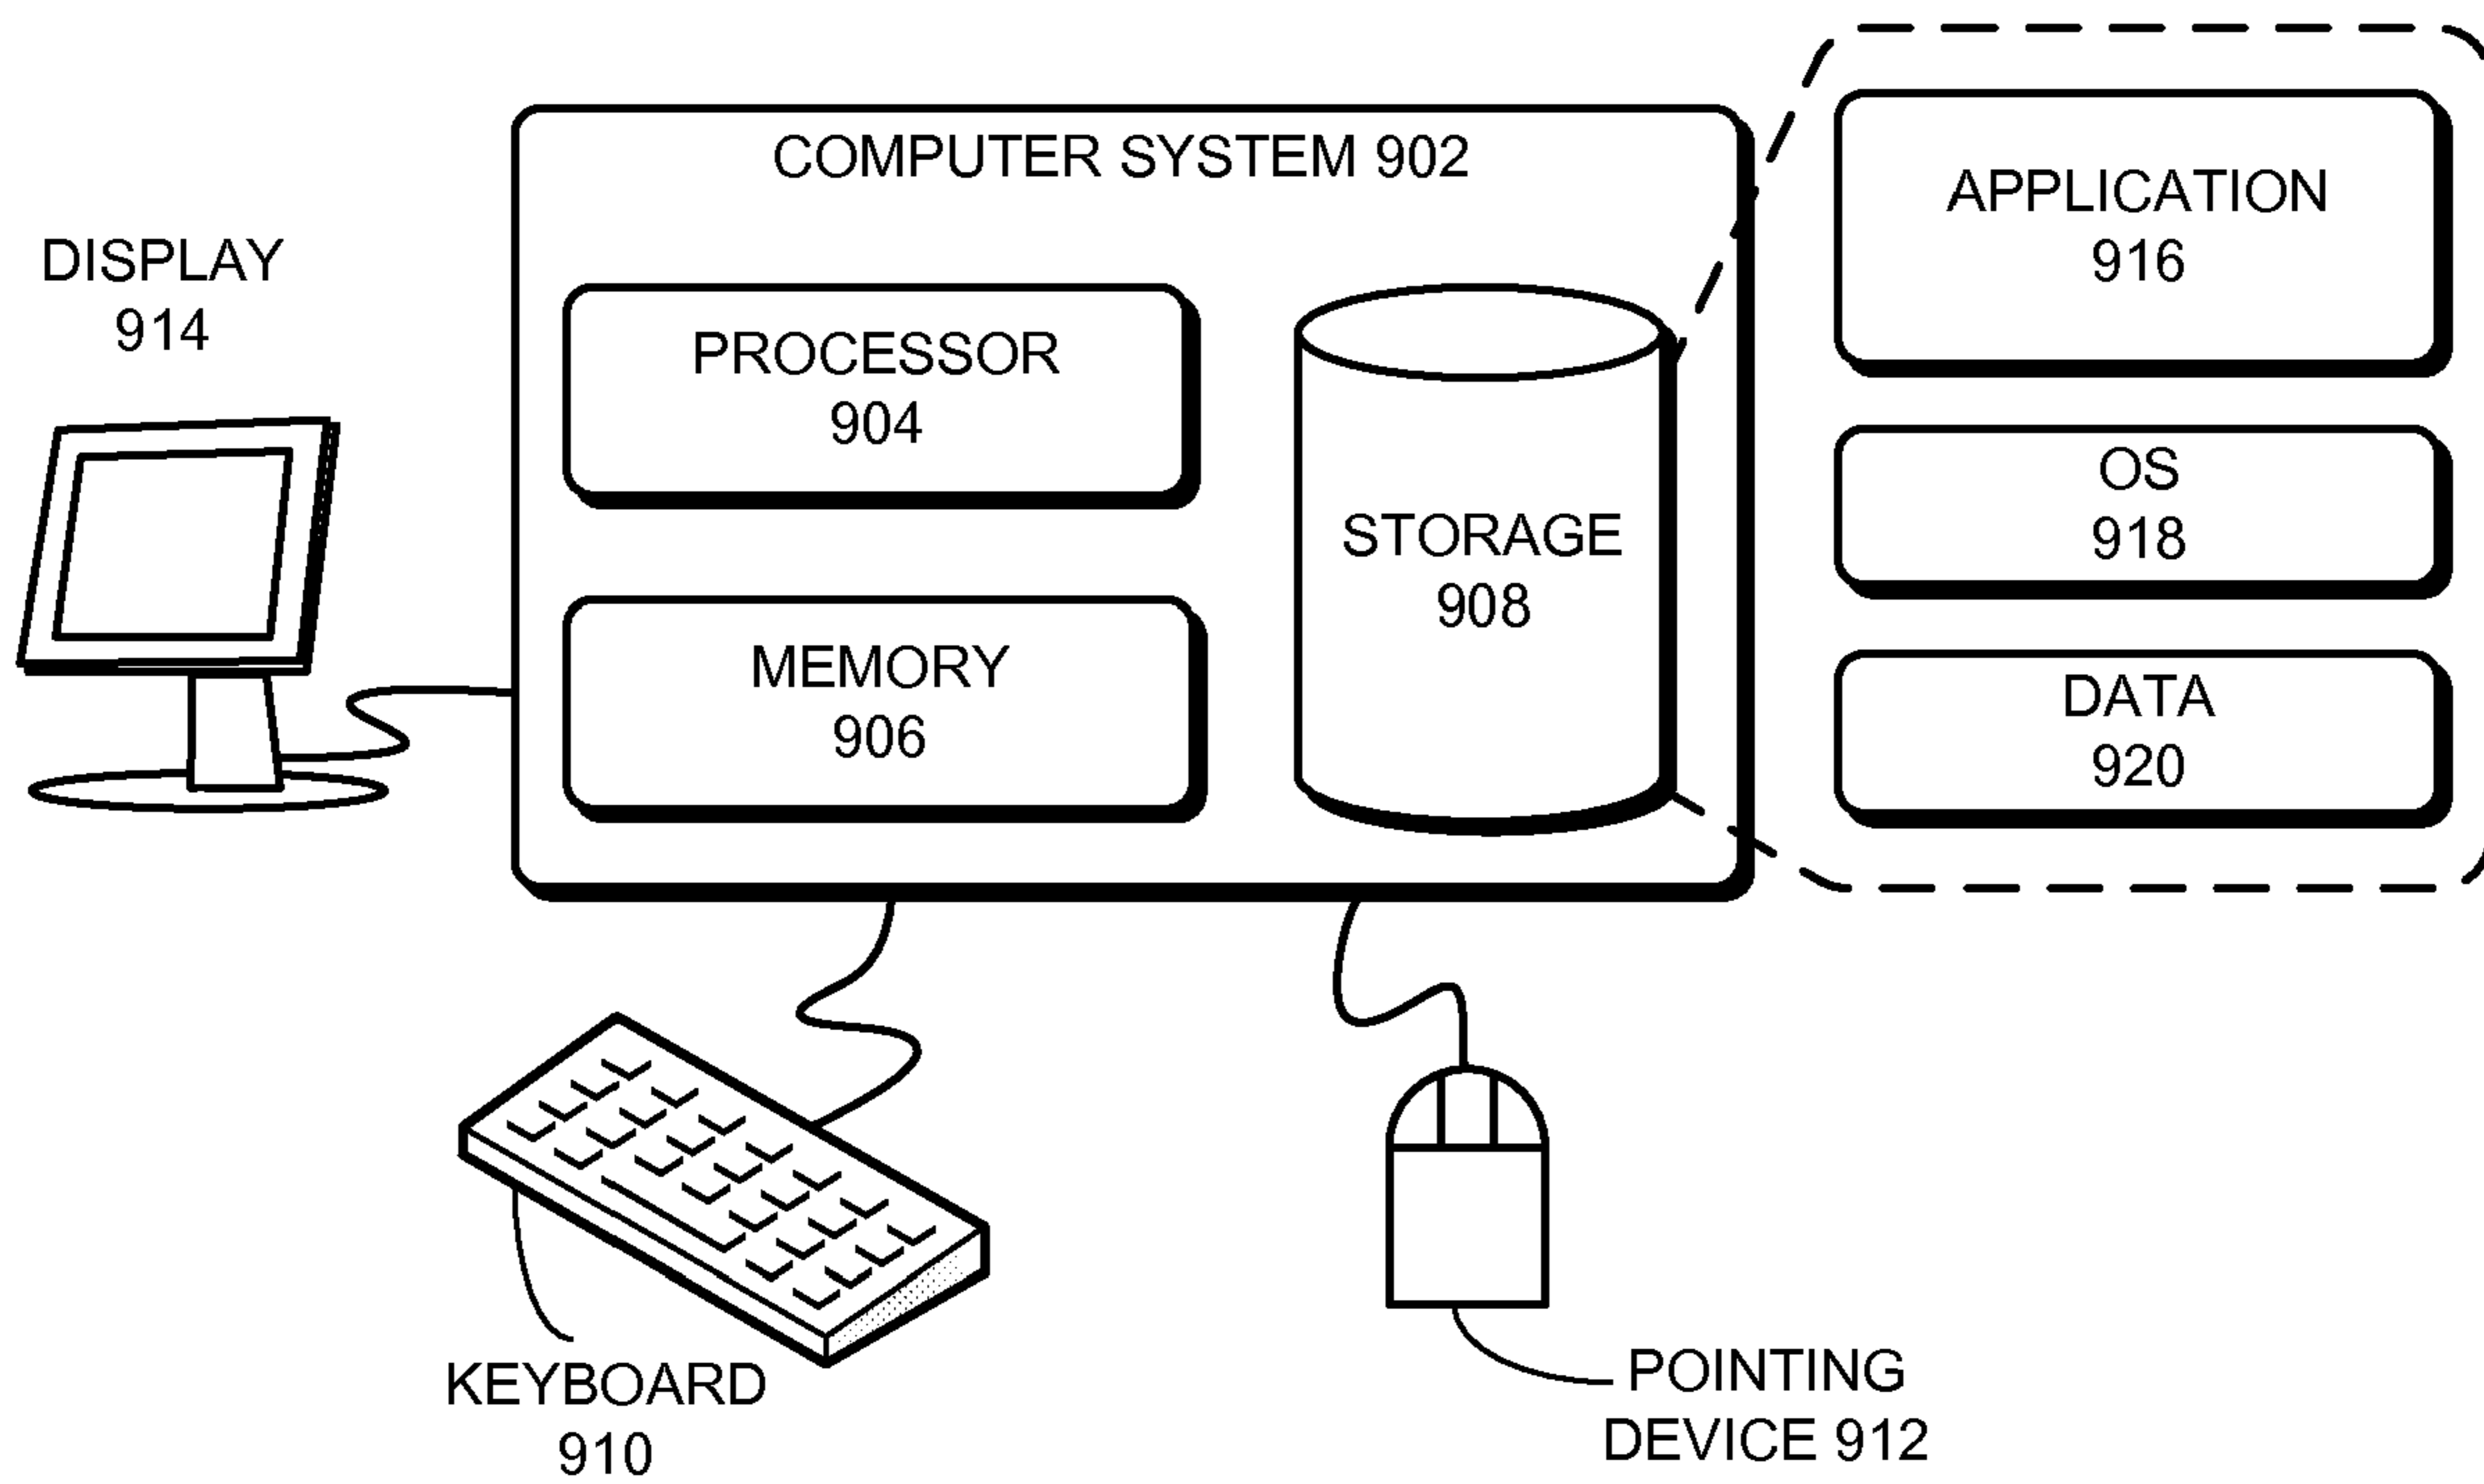 COMPUTER SYSTEM 902
DISPLAY
914
PROCESSOR
904
MEMORY
906
STORAGE
908
APPLICATION
916
OS
918
DATA
920
KEYBOARD
910
POINTING
DEVICE 912